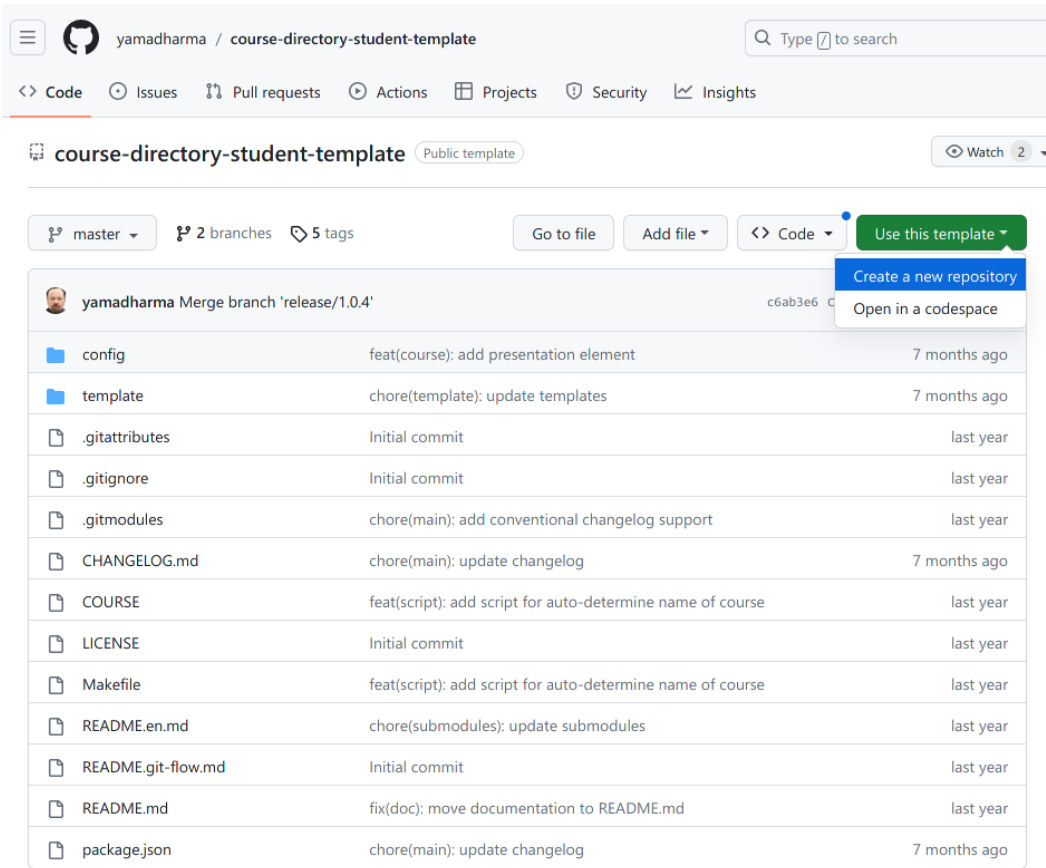 yamadharma / course-directory-student-template
Type / to search
Code Issues Pull requests Actions Projects Security Insights
course-directory-student-template Public template
Watch 2
master 2 branches 5 tags Go to file Add file Code Use this template
Create a new repository
yamadharma Merge branch 'release/1.0.4' c6ab3e6
Open in a codespace
config feat(course): add presentation element 7 months ago
template chore(template): update templates 7 months ago
.gitattributes Initial commit last year
.gitignore Initial commit last year
.gitmodules chore(main): add conventional changelog support last year
CHANGELOG.md chore(main): update changelog 7 months ago
COURSE feat(script): add script for auto-determine name of course last year
LICENSE Initial commit last year
Makefile feat(script): add script for auto-determine name of course last year
README.en.md chore(submodules): update submodules last year
README.git-flow.md Initial commit last year
README.md fix(doc): move documentation to README.md last year
package.json chore(main): update changelog 7 months ago